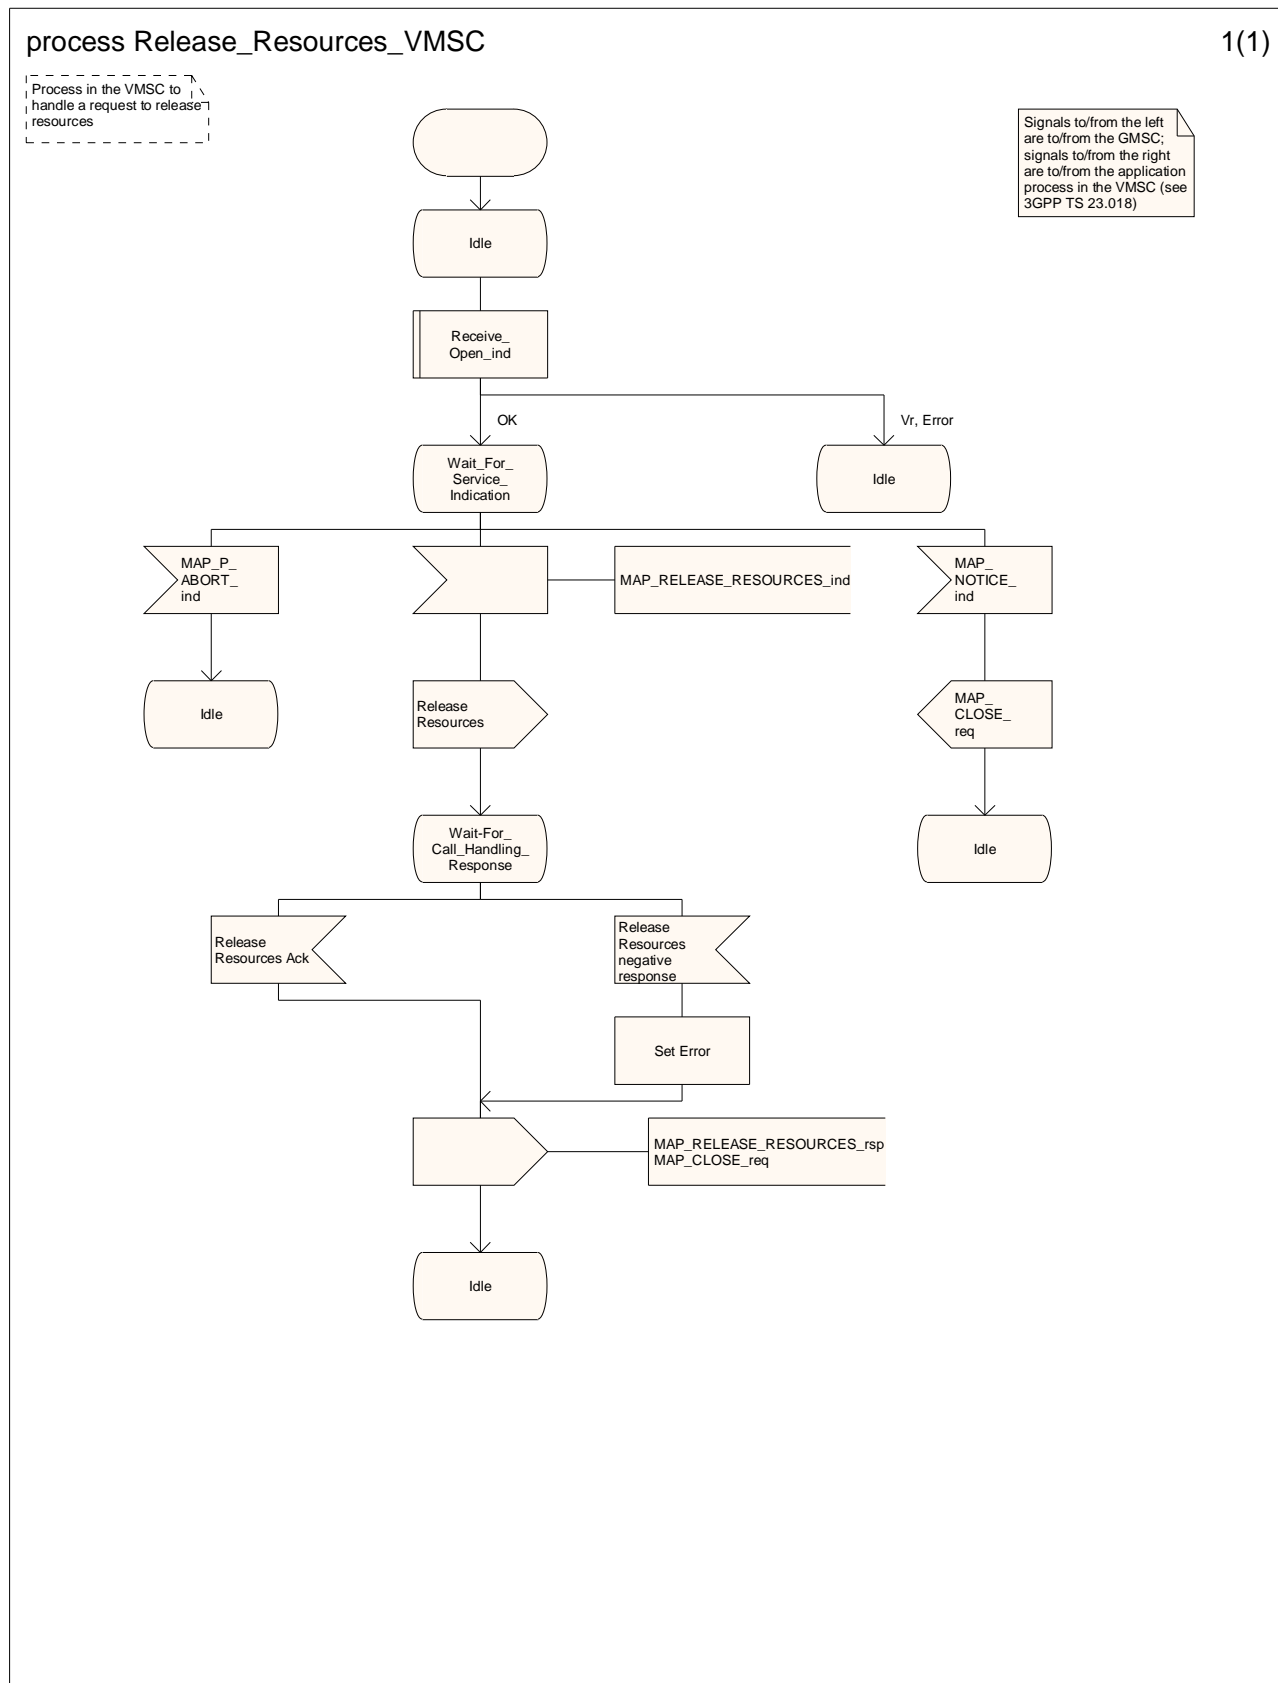 process Release_Resources_VMSC
1(1)
Process in the VMSC to
handle a request to release
resources
Signals to/from the left
are to/from the GMSC;
signals to/from the right
are to/from the application
process in the VMSC (see
3GPP TS 23.018)
Idle
Receive_
Open_ind
OK
Vr, Error
Wait_For_
Service_
Indication
Idle
MAP_P_
ABORT_
ind
MAP_RELEASE_RESOURCES_ind
MAP_
NOTICE_
ind
Idle
Release
Resources
MAP_
CLOSE_
req
Wait-For_
Call_Handling_
Response
Idle
Release
Resources Ack
Release
Resources
negative
response
Set Error
MAP_RELEASE_RESOURCES_rsp
MAP_CLOSE_req
Idle